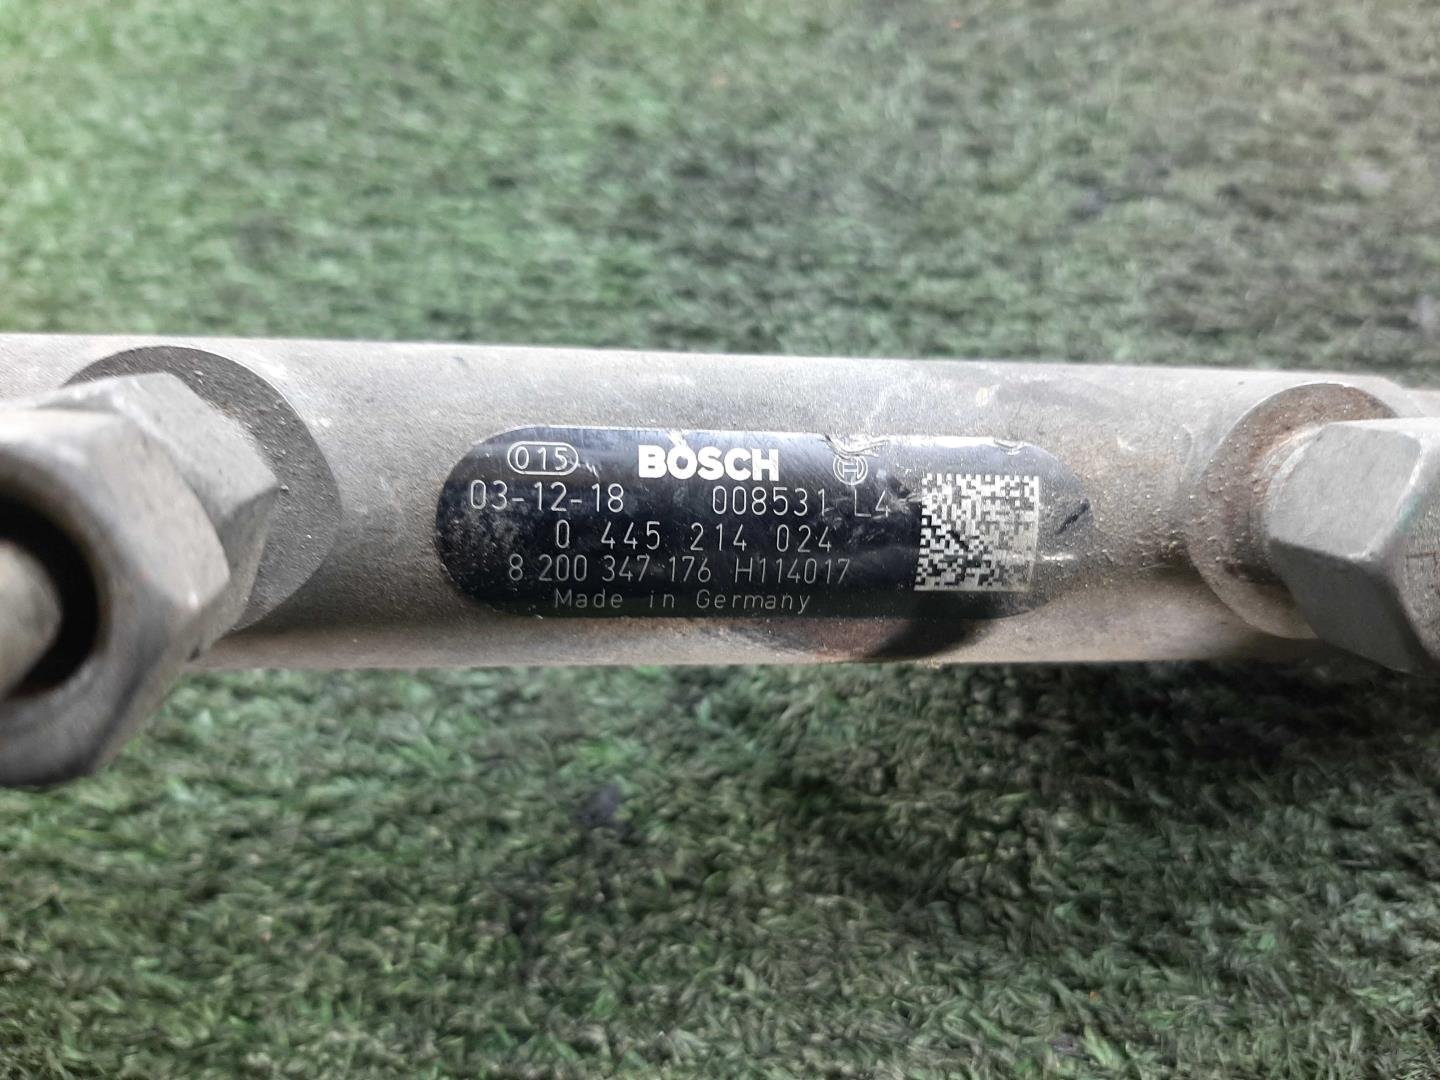 015 BOSCH
03-12-18 008531 L4
0 445 214 024
8 200 347 176 H114017
Made in Germany